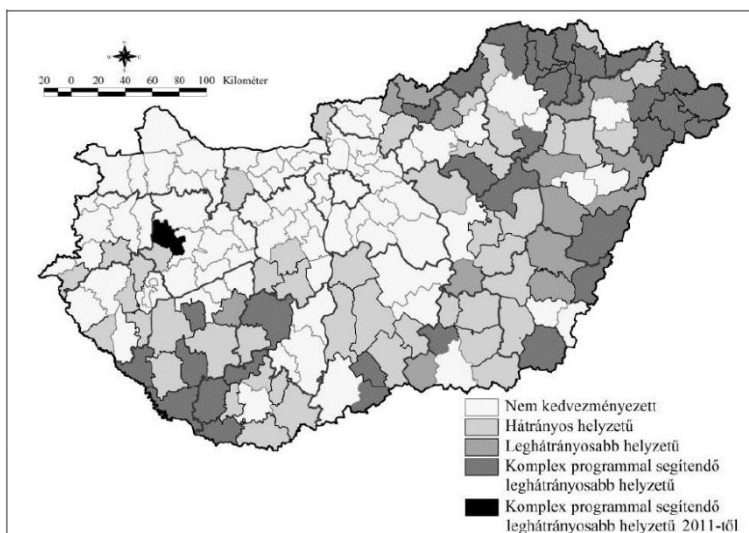 20 0 20 40 60 80 100 Kilométer
Nem kedvezményezett
Hátrányos helyzetű
Leghátrányosabb helyzetű
Komplex programmal segítendő
leghátrányosabb helyzetű
Komplex programmal segítendő
leghátrányosabb helyzetű 2011-től